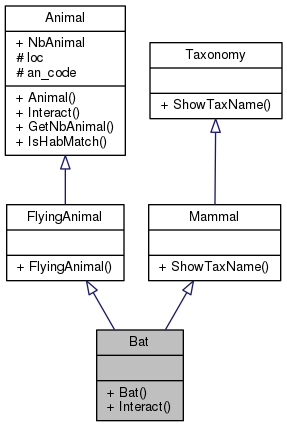 Animal
+ NbAnimal
# loc
# an_code
+ Animal()
+ Interact()
+ GetNbAnimal()
+ IsHabMatch()
Taxonomy
+ ShowTaxName()
FlyingAnimal
+ FlyingAnimal()
Mammal
+ ShowTaxName()
Bat
+ Bat()
+ Interact()